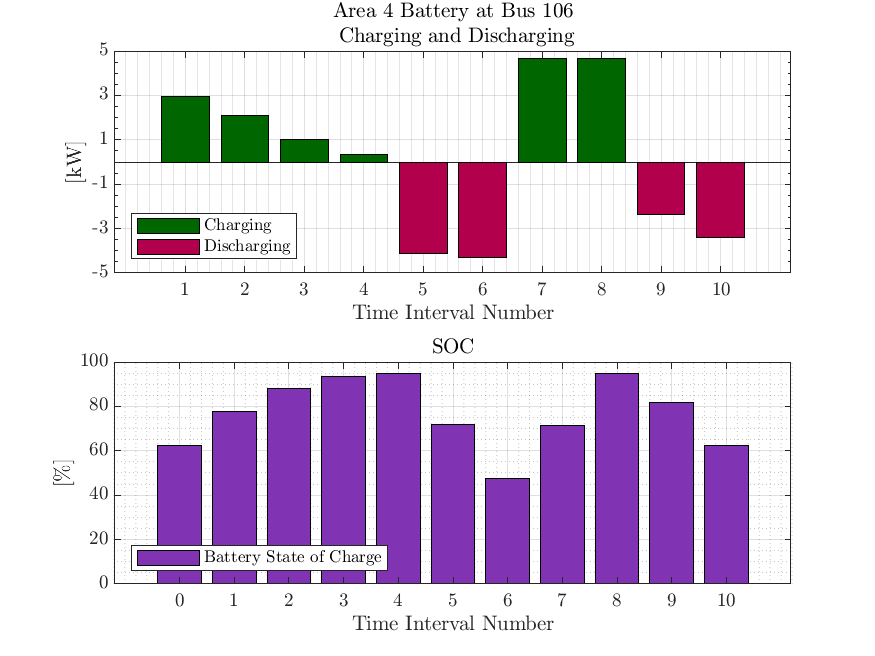 Area 4 Battery at Bus 106
Charging and Discharging
5
3
1
-1
-3
-5
[kW]
Charging
Discharging
1 2 3 4 5 6 7 8 9 10
Time Interval Number
SOC
100
80
60
40
20
0
[%]
Battery State of Charge
0 1 2 3 4 5 6 7 8 9 10
Time Interval Number